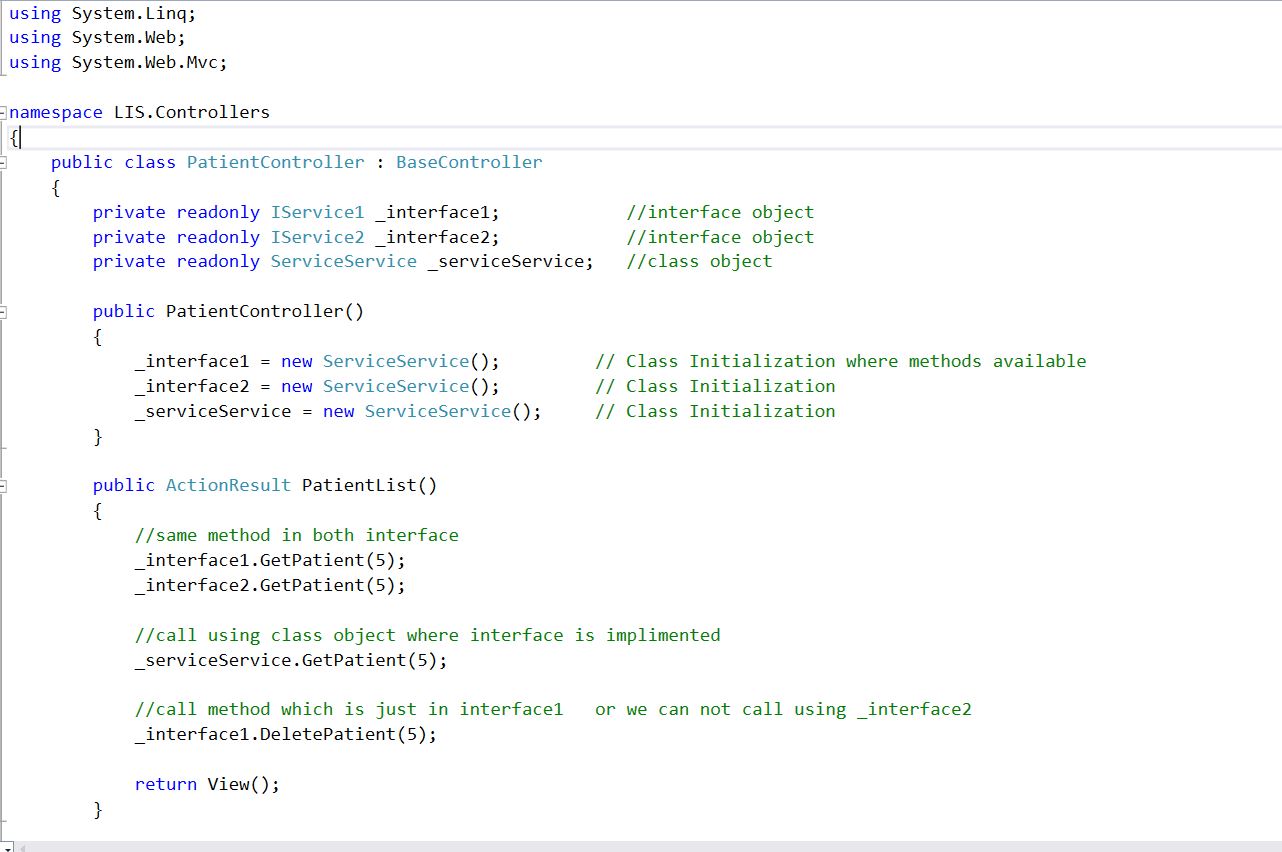 using System.Linq;
using System.Web;
using System.Web.Mvc;
namespace LIS.Controllers
{
public class PatientController : BaseController
{
private readonly IService1 _interface1; //interface object
private readonly IService2 _interface2; //interface object
private readonly ServiceService _serviceService; //class object
public PatientController()
{
_interface1 = new ServiceService(); // Class Initialization where methods available
_interface2 = new ServiceService(); // Class Initialization
_serviceService = new ServiceService(); // Class Initialization
}
public ActionResult PatientList()
{
//same method in both interface
_interface1.GetPatient(5);
_interface2.GetPatient(5);
//call using class object where interface is implimented
_serviceService.GetPatient(5);
//call method which is just in interface1 or we can not call using _interface2
_interface1.DeletePatient(5);
return View();
}